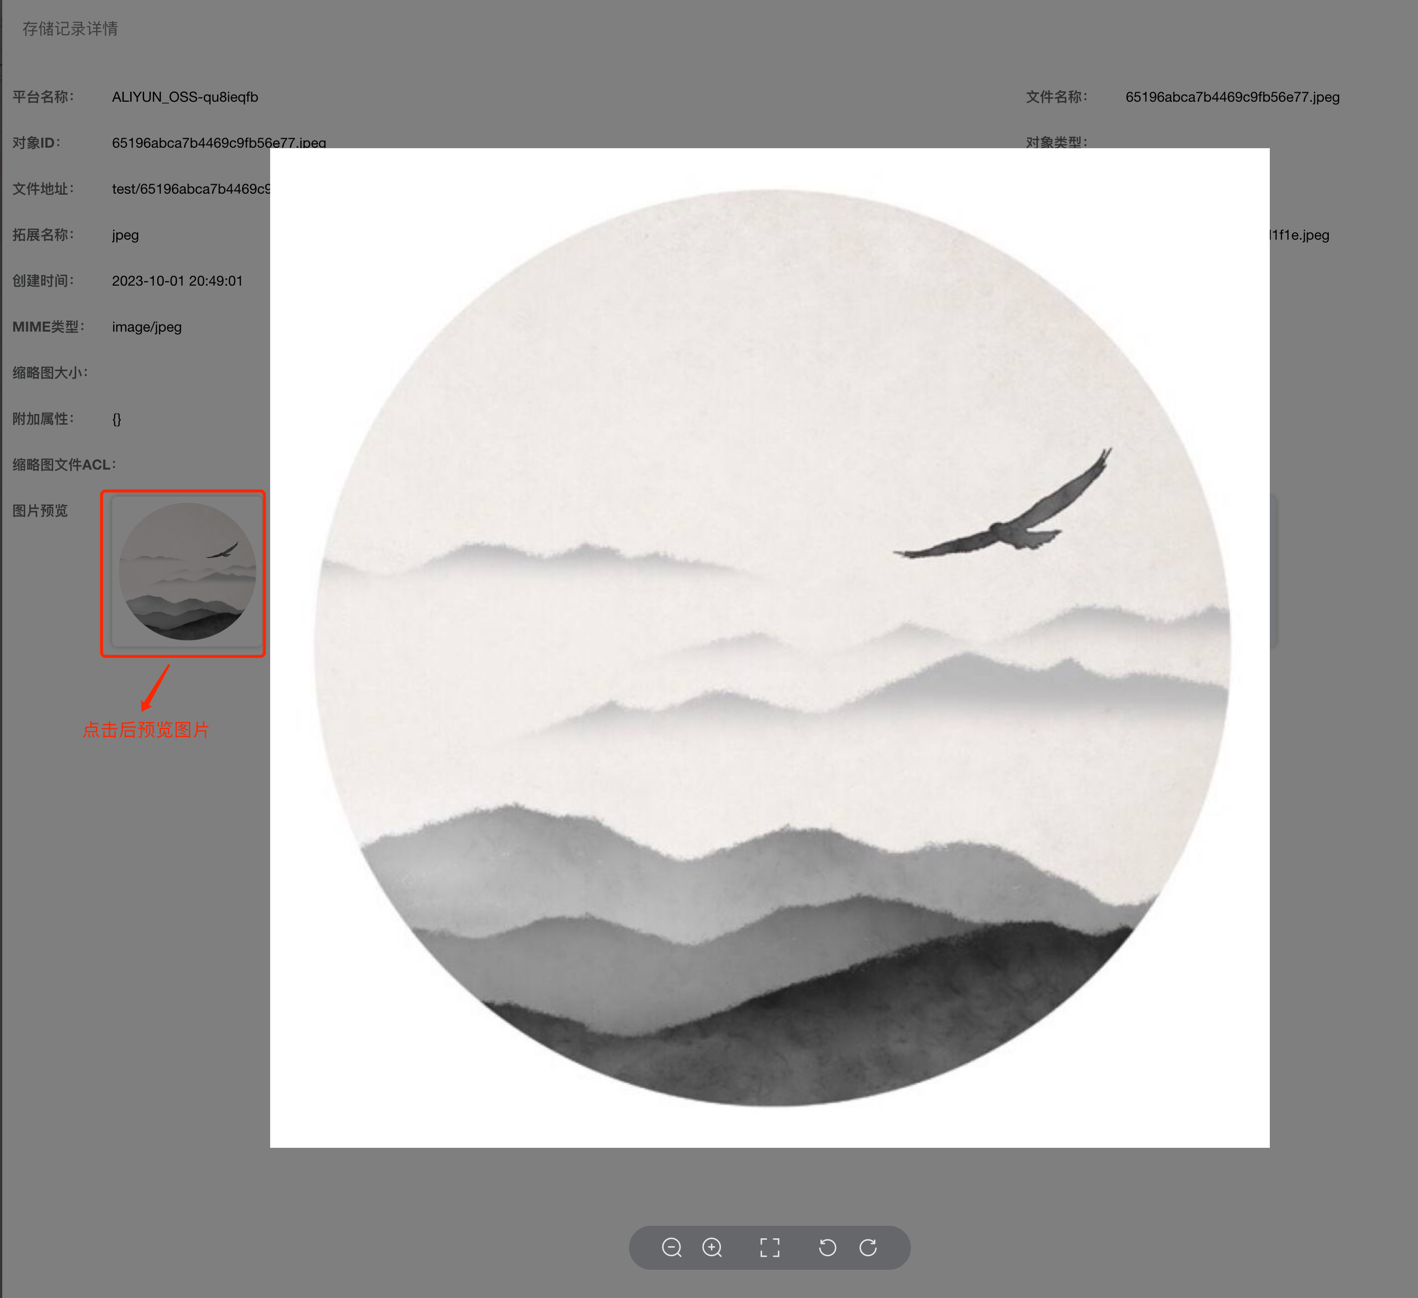 存储记录详情
平台名称： ALIYUN_OSS-qu8ieqfb 文件名称： 65196abca7b4469c9fb56e77.jpeg
对象ID： 65196abca7b4469c9fb56e77.jpeg 对象类型：
文件地址： test/65196abca7b4469c9
拓展名称： jpeg 1f1e.jpeg
创建时间： 2023-10-01 20:49:01
MIME类型： image/jpeg
缩略图大小：
附加属性： {}
缩略图文件ACL：
图片预览
点击后预览图片